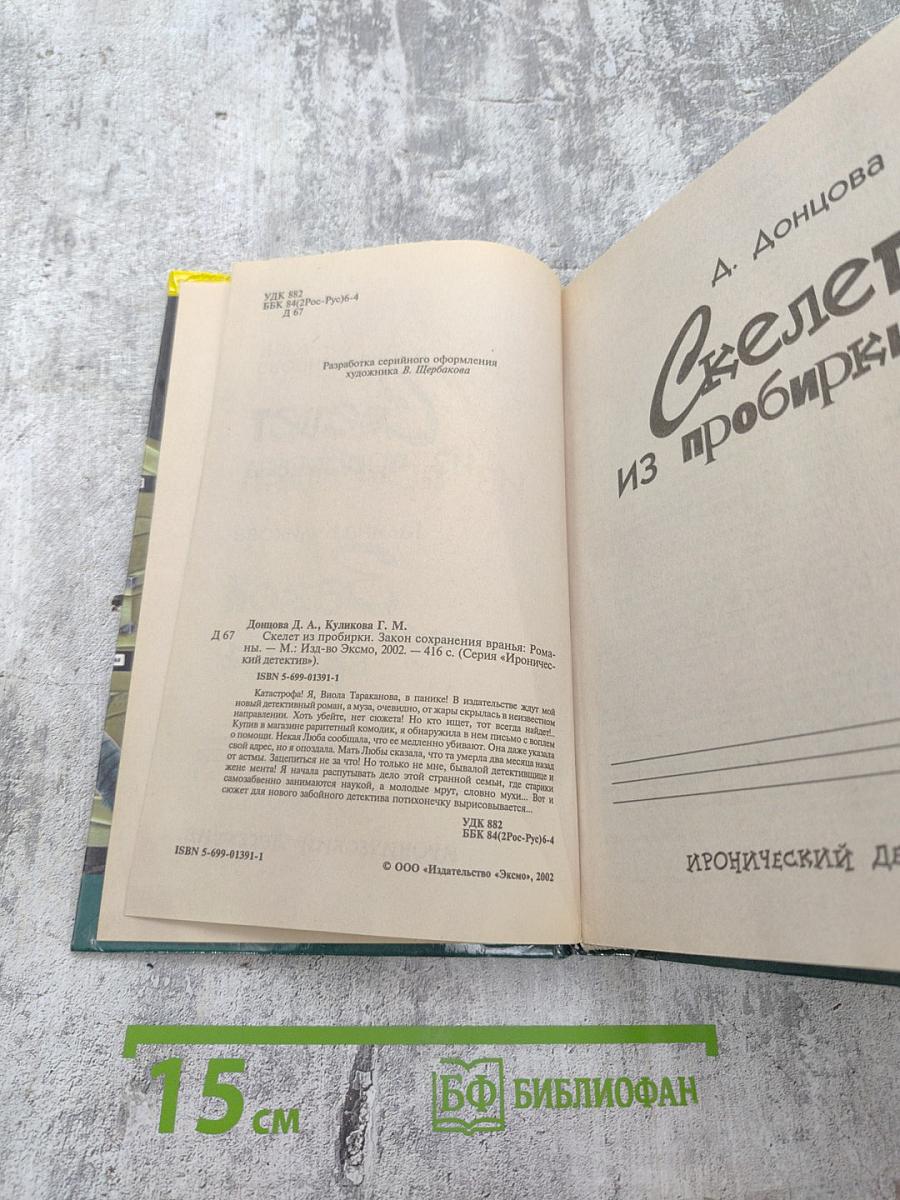 УДК 882
ББК 84(2Рос-Рус)6-4
Д 67
Разработка серийного оформления
художника В. Щербакова
Донцова Д. А., Куликова Г. М.
Д 67 Скелет из пробирки. Закон сохранения вранья: Рома-
ны. — М.: Изд-во Эксмо, 2002. — 416 с. (Серия «Ирониче-
ский детектив»).
ISBN 5-699-01391-1
Катастрофа! Я, Виола Тараканова, в панике! В издательстве ждут мой
новый детективный роман, а муза, очевидно, от жары скрылась в неизвестном
направлении. Хоть убейте, нет сюжета! Но кто ищет, тот всегда найдет!..
Купив в магазине раритетный комодик, я обнаружила в нем письмо с воплем
о помощи. Некая Люба сообщала, что ее медленно убивают. Она даже указала
свой адрес, но я опоздала. Мать Любы сказала, что та умерла два месяца назад
от астмы. Зацепиться не за что! Но только не мне, бывалой детективщице и
жене мента! Я начала распутывать дело этой странной семьи, где старики
самозабвенно занимаются наукой, а молодые мрут, словно мухи... Вот и
сюжет для нового забойного детектива потихонечку вырисовывается...
УДК 882
ББК 84(2Рос-Рус)6-4
ISBN 5-699-01391-1
© ООО «Издательство «Эксмо», 2002
Д. Донцова
Скелет
из пробирки
ИРОНИЧЕСКИЙ ДЕ
15 см
БФ БИБЛИОФАН